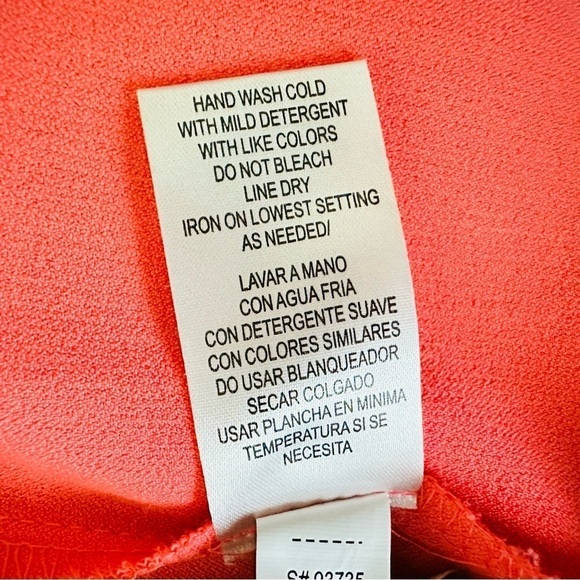 HAND WASH COLD
WITH MILD DETERGENT
WITH LIKE COLORS
DO NOT BLEACH
LINE DRY
IRON ON LOWEST SETTING
AS NEEDED/
LAVAR A MANO
CON AGUA FRIA
CON DETERGENTE SUAVE
CON COLORES SIMILARES
DO USAR BLANQUEADOR
SECAR COLGADO
USAR PLANCHA EN MINIMA
TEMPERATURA SI SE
NECESITA
------
S# 02725